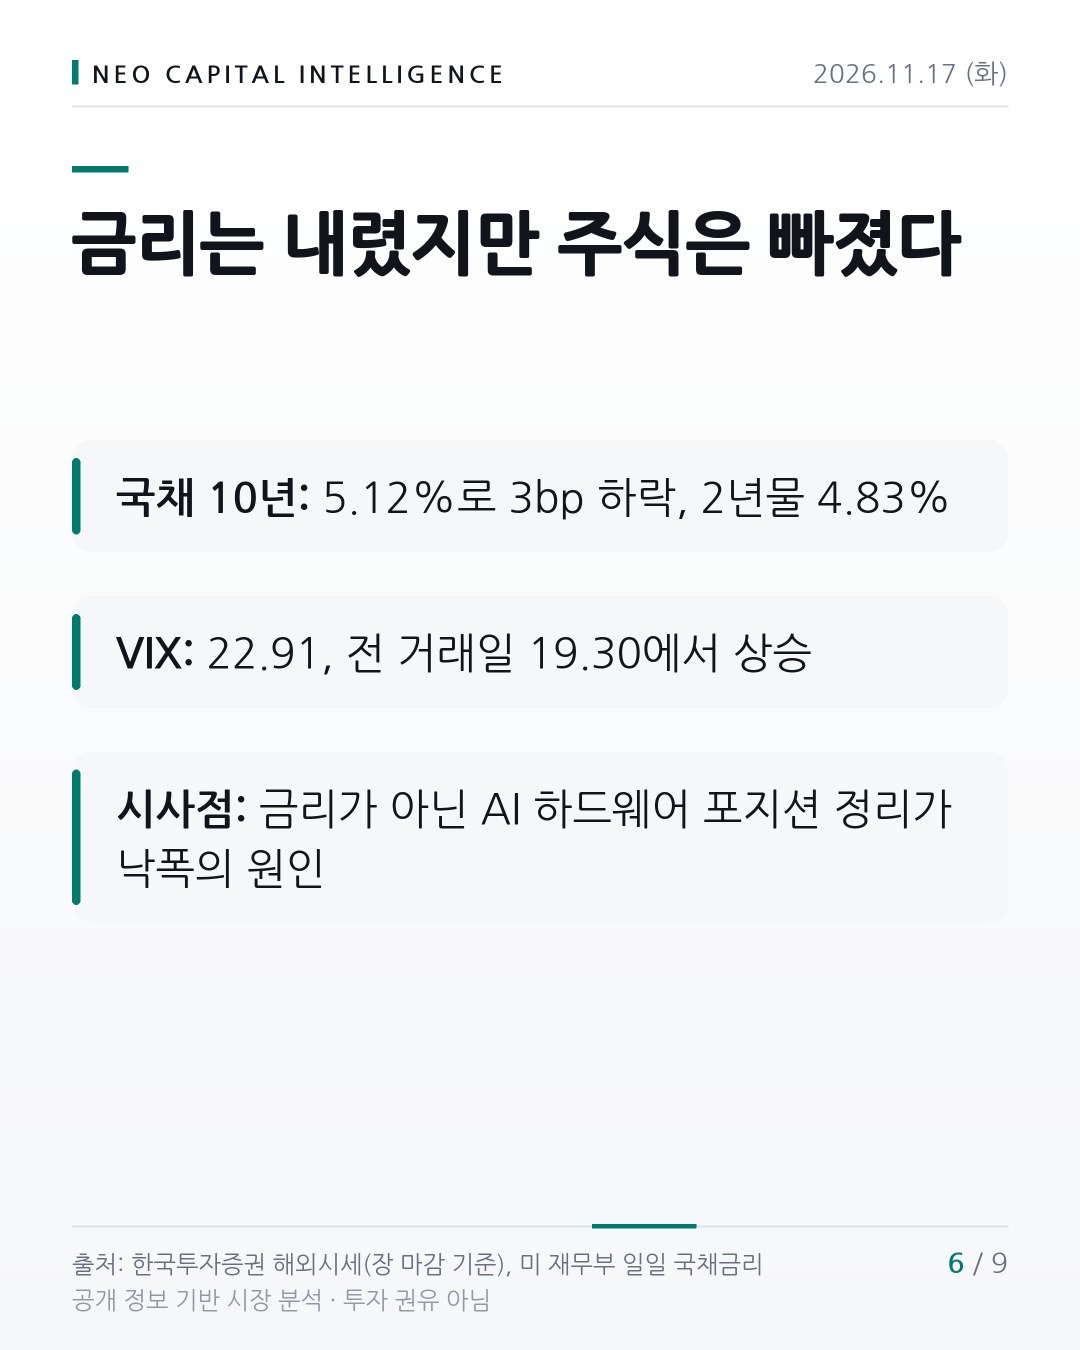 NEO CAPITAL INTELLIGENCE
2026.11.17 (화)
금리는 내렸지만 주식은 빠졌다
국채 10년: 5.12%로 3bp 하락, 2년물 4.83%
VIX: 22.91, 전 거래일 19.30에서 상승
시사점: 금리가 아닌 AI 하드웨어 포지션 정리가
낙폭의 원인
출처: 한국투자증권 해외시세(장 마감 기준), 미 재무부 일일 국채금리
6 / 9
공개 정보 기반 시장 분석 · 투자 권유 아님